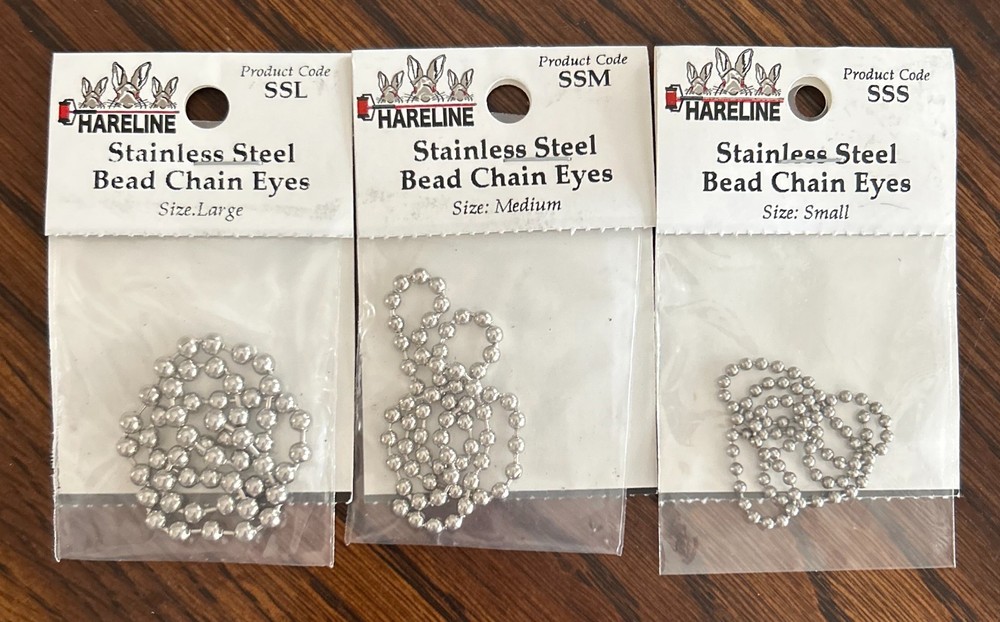 HARELINE
Product Code
SSL
Stainless Steel
Bead Chain Eyes
Size:Large
HARELINE
Product Code
SSM
Stainless Steel
Bead Chain Eyes
Size: Medium
HARELINE
Product Code
SSS
Stainless Steel
Bead Chain Eyes
Size: Small